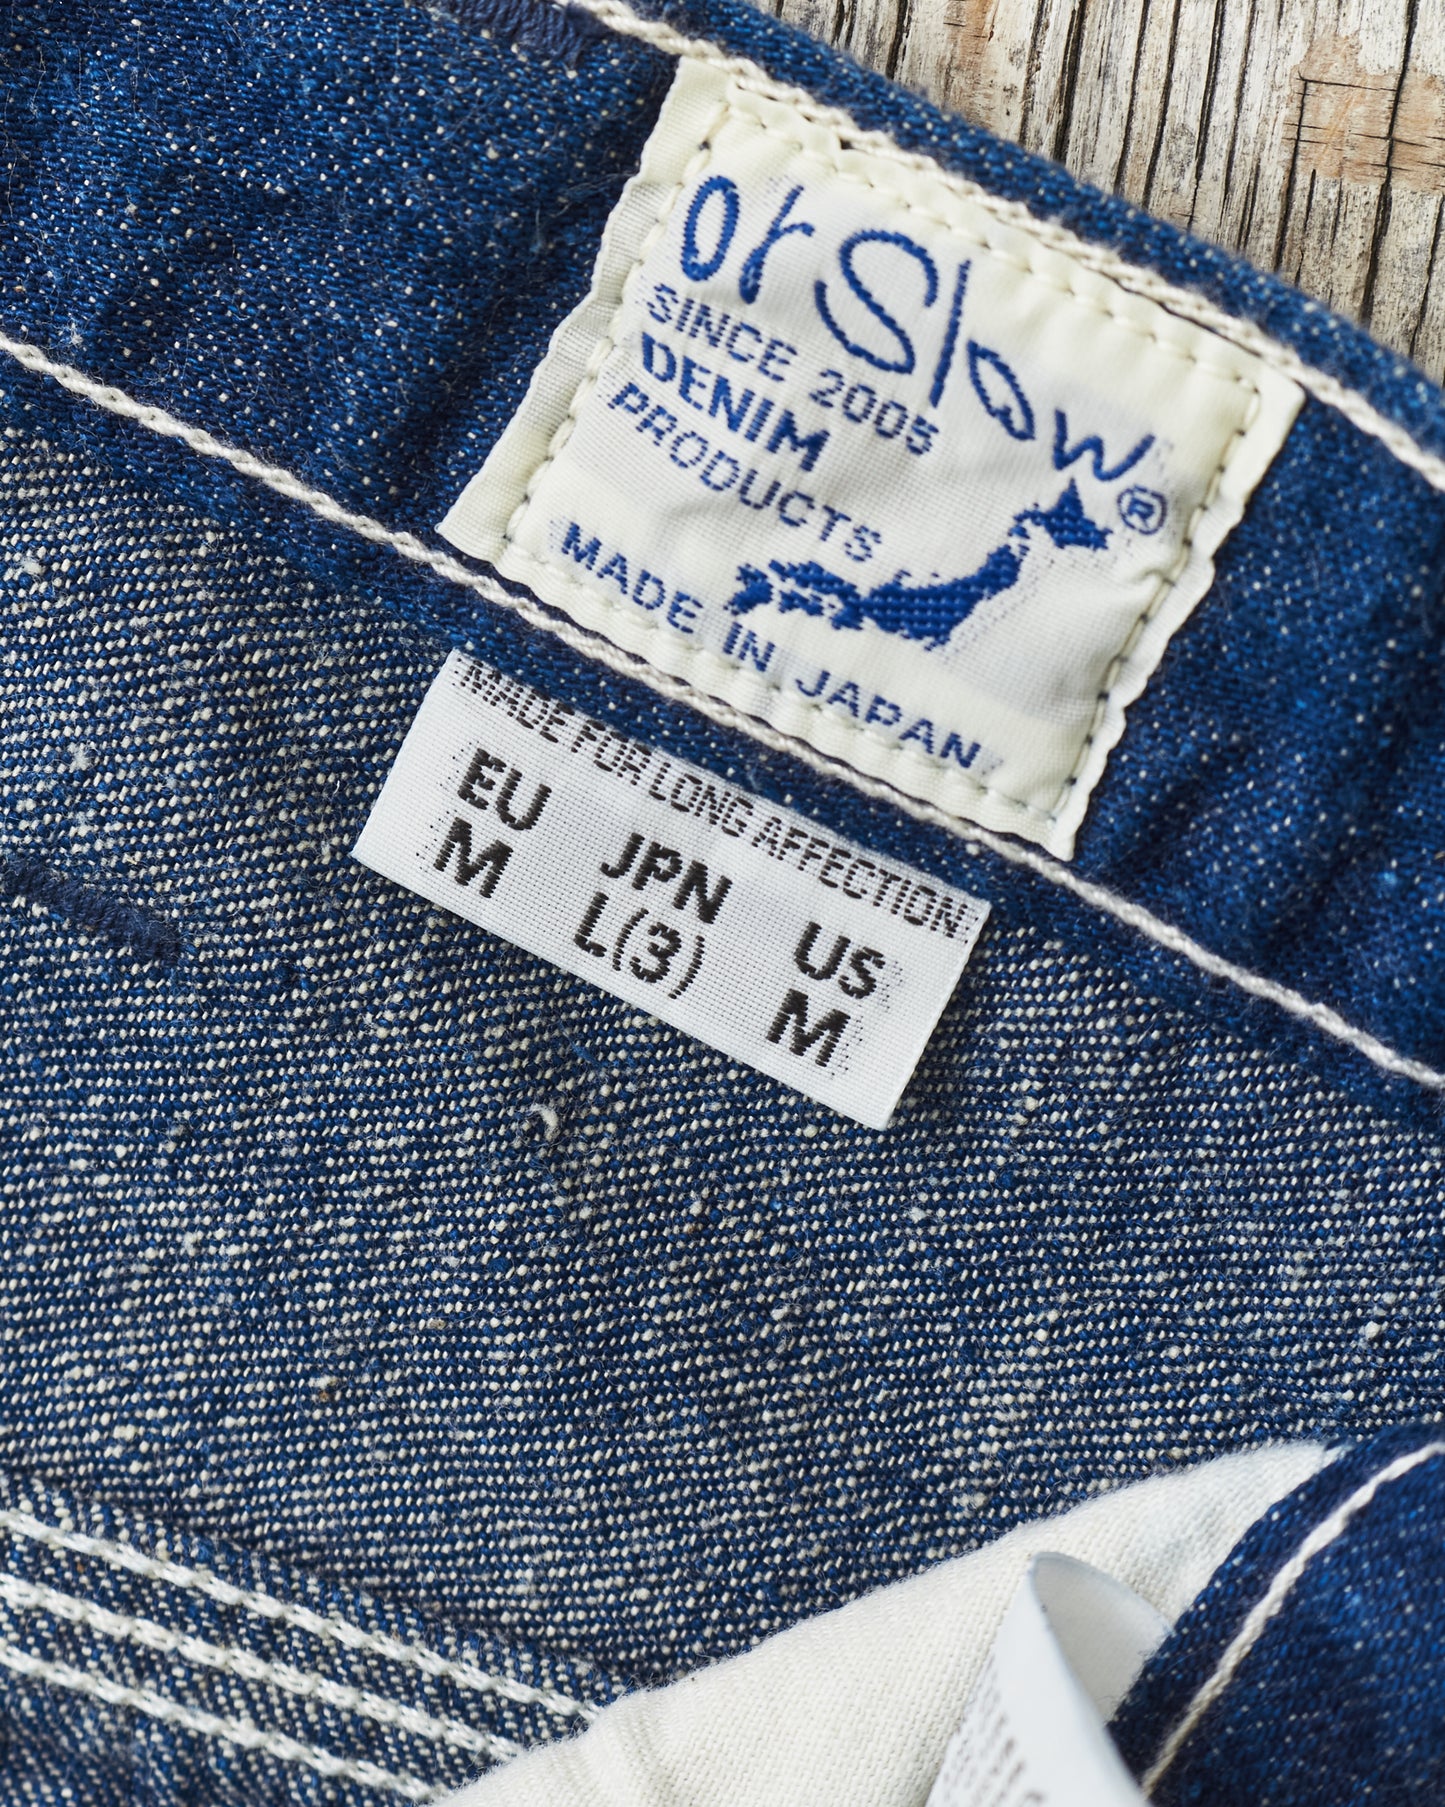 orSlow®
SINCE 2005
DENIM
PRODUCTS
MADE IN JAPAN
MADE FOR LONG AFFECTION
EU JPN US
M L(3) M